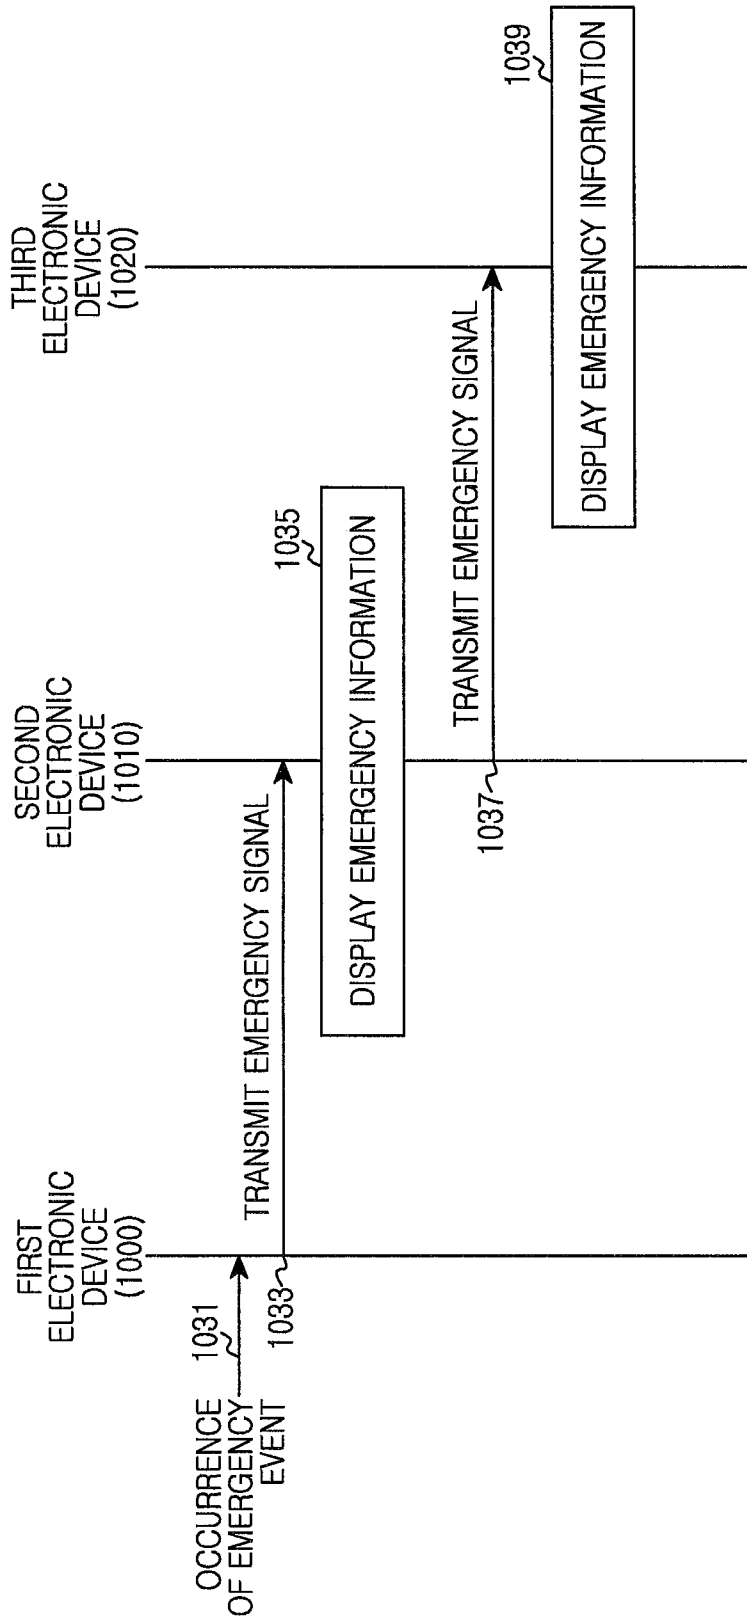 FIRST
ELECTRONIC
DEVICE
(1000)
SECOND
ELECTRONIC
DEVICE
(1010)
THIRD
ELECTRONIC
DEVICE
(1020)
OCCURRENCE
OF EMERGENCY
EVENT
1031
1033
TRANSMIT EMERGENCY SIGNAL
1035
DISPLAY EMERGENCY INFORMATION
1037
TRANSMIT EMERGENCY SIGNAL
1039
DISPLAY EMERGENCY INFORMATION